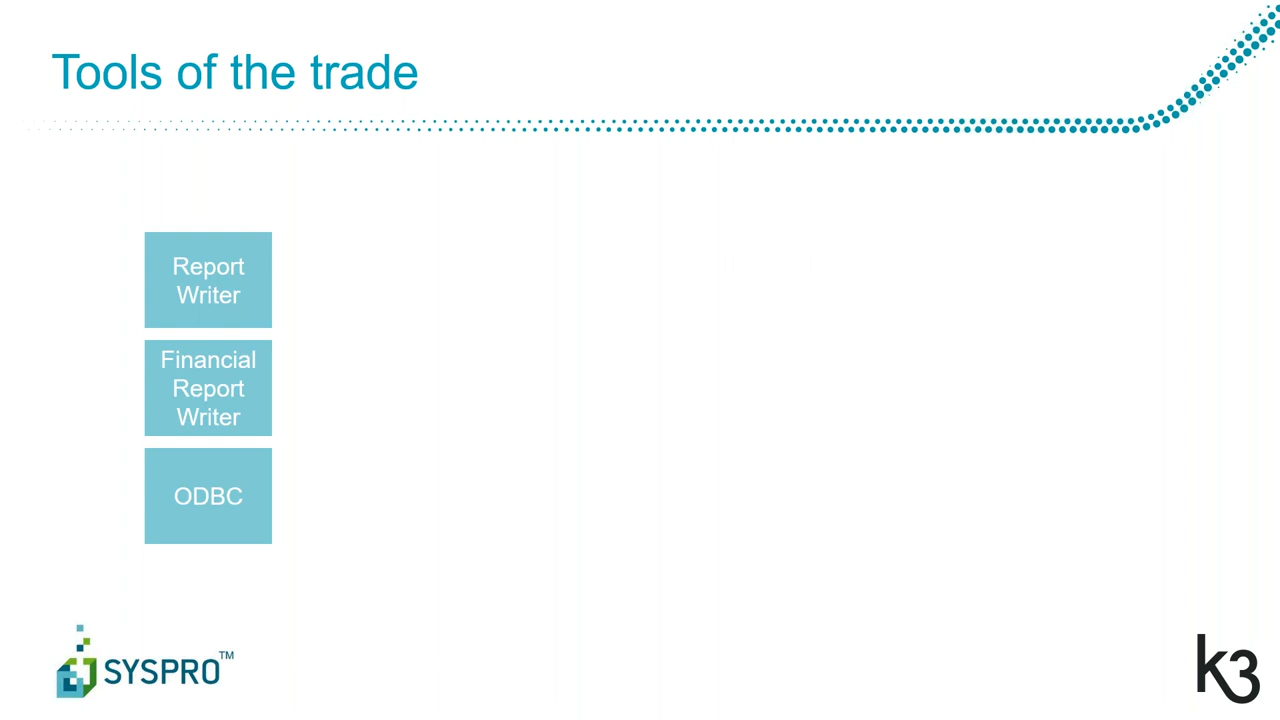 Tools of the trade
Report
Writer
Financial
Report
Writer
ODBC
SYSPRO™
k3